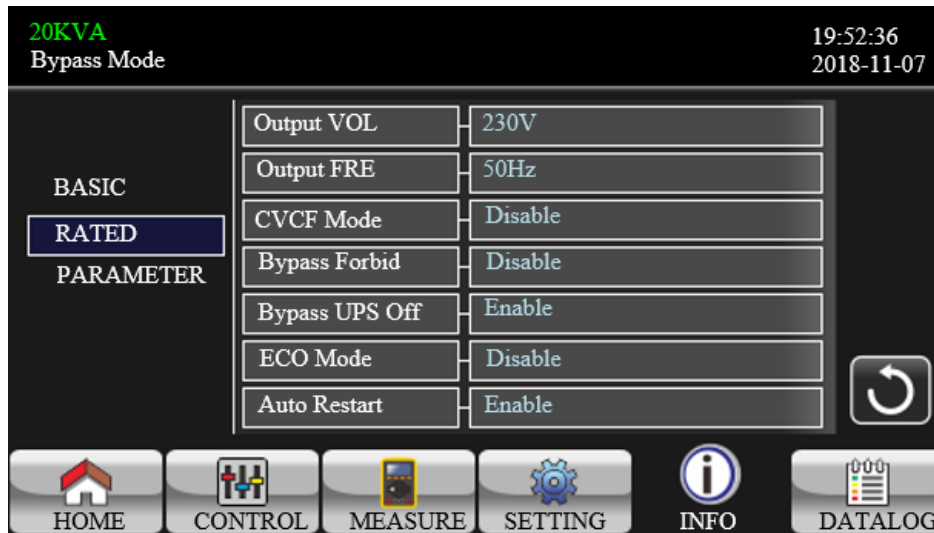 20KVA
Bypass Mode
19:52:36
2018-11-07
BASIC
RATED
PARAMETER
Output VOL 230V
Output FRE 50Hz
CVCF Mode Disable
Bypass Forbid Disable
Bypass UPS Off Enable
ECO Mode Disable
Auto Restart Enable
HOME CONTROL MEASURE SETTING INFO DATALOG